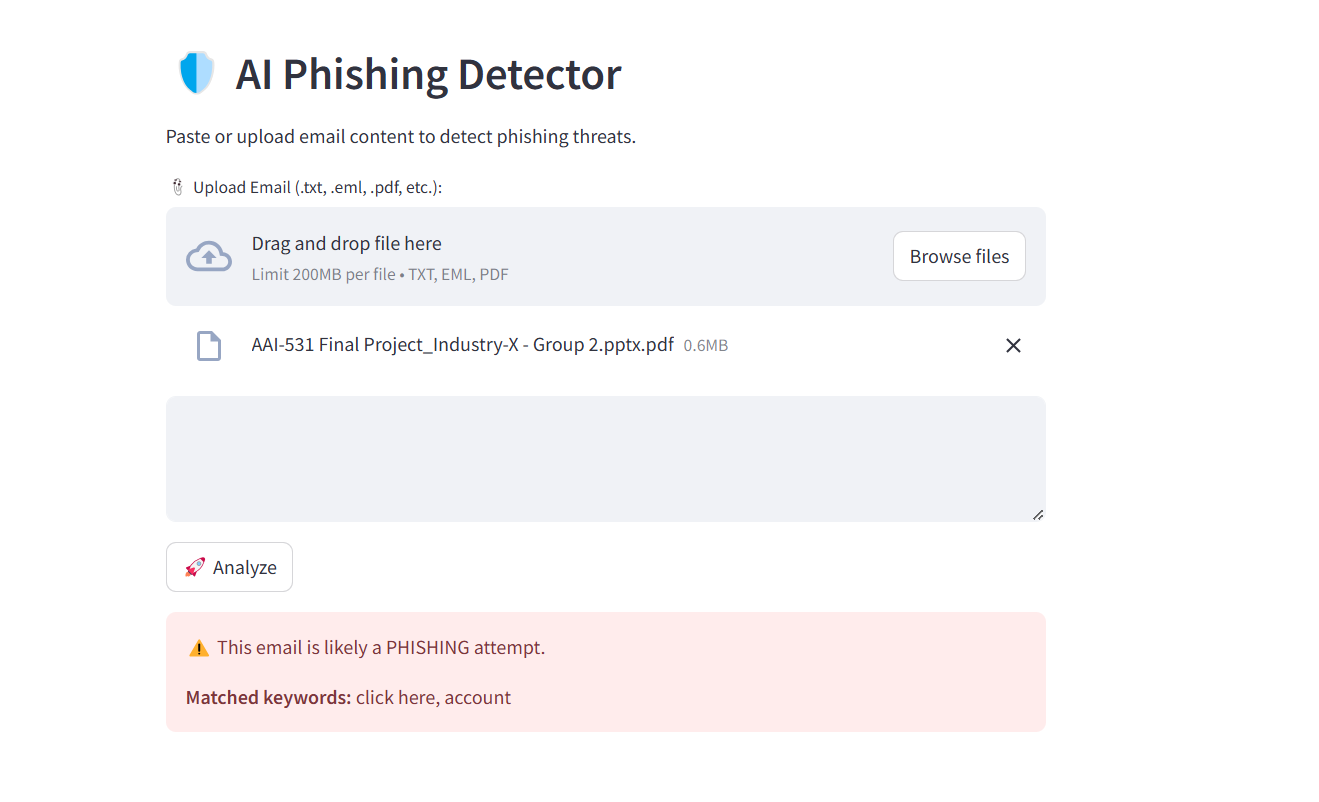 AI Phishing Detector
Paste or upload email content to detect phishing threats.
Upload Email (.txt, .eml, .pdf, etc.):
Drag and drop file here
Limit 200MB per file • TXT, EML, PDF
Browse files
AAI-531 Final Project_Industry-X - Group 2.pptx.pdf 0.6MB
Analyze
This email is likely a PHISHING attempt.
Matched keywords: click here, account